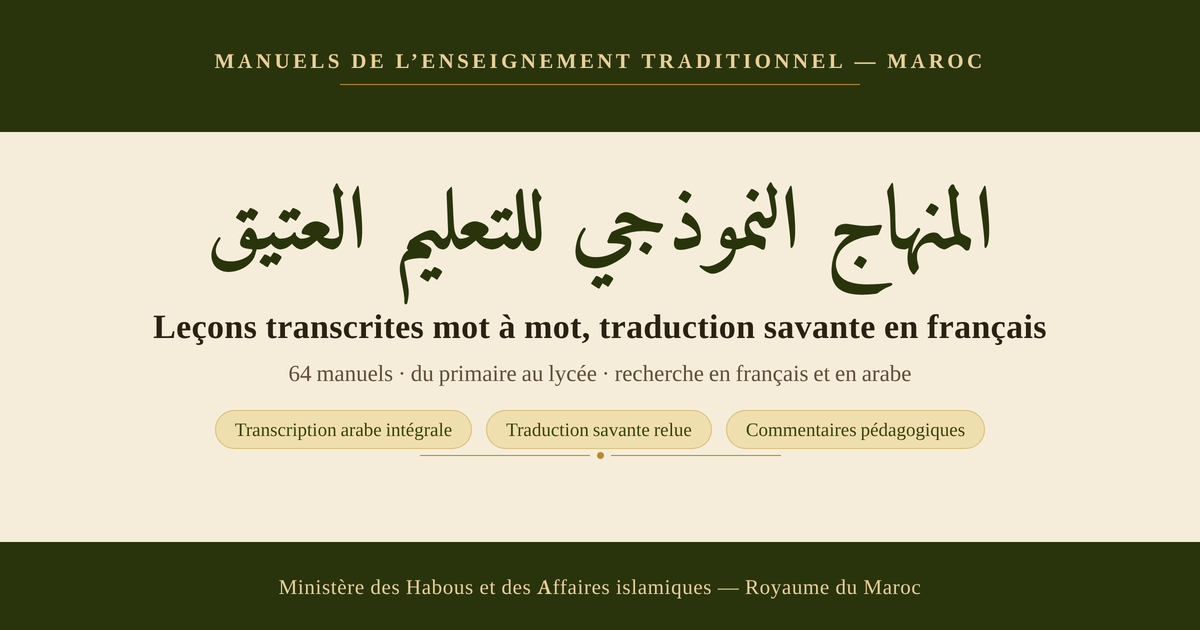 MANUELS DE L’ENSEIGNEMENT TRADITIONNEL — MAROC
المنهاج النموذجي للتعليم العتيق
Leçons transcrites mot à mot, traduction savante en français
64 manuels · du primaire au lycée · recherche en français et en arabe
Transcription arabe intégrale Traduction savante relue Commentaires pédagogiques
Ministère des Habous et des Affaires islamiques — Royaume du Maroc